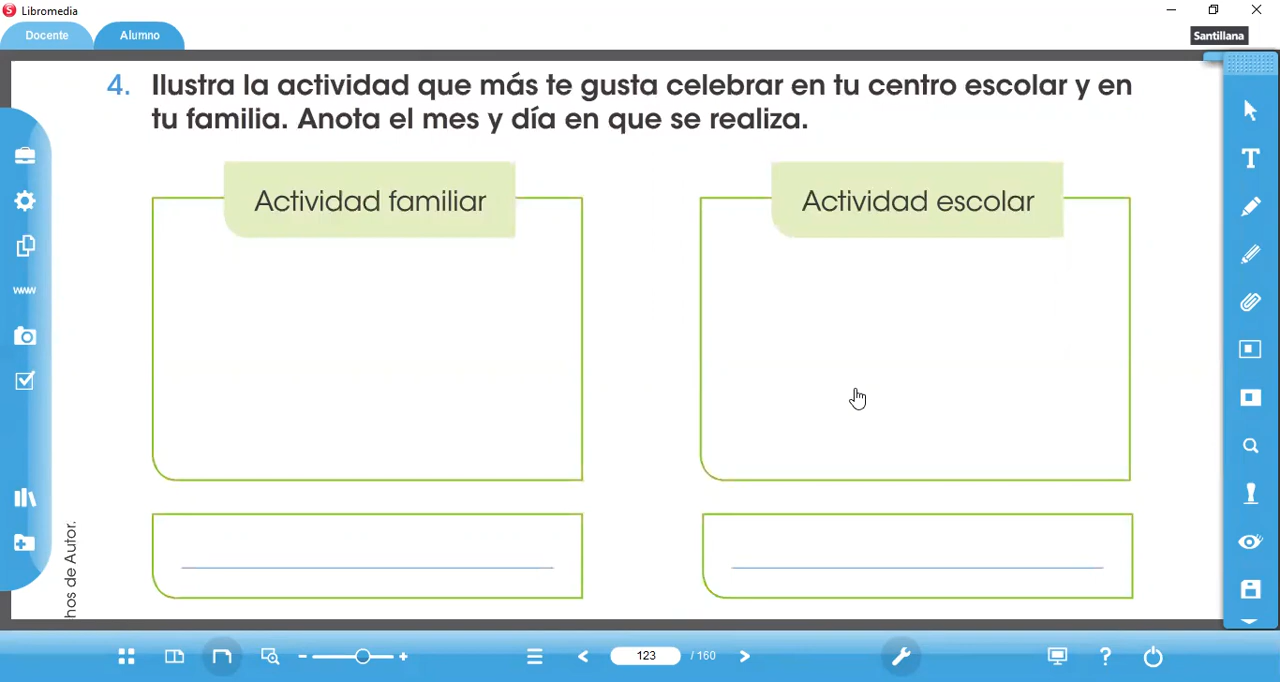 Libromedia
Docente
Alumno
Santillana
4. Ilustra la actividad que más te gusta celebrar en tu centro escolar y en
tu familia. Anota el mes y día en que se realiza.
Actividad familiar
Actividad escolar
www
hos de Autor.
123
/ 160